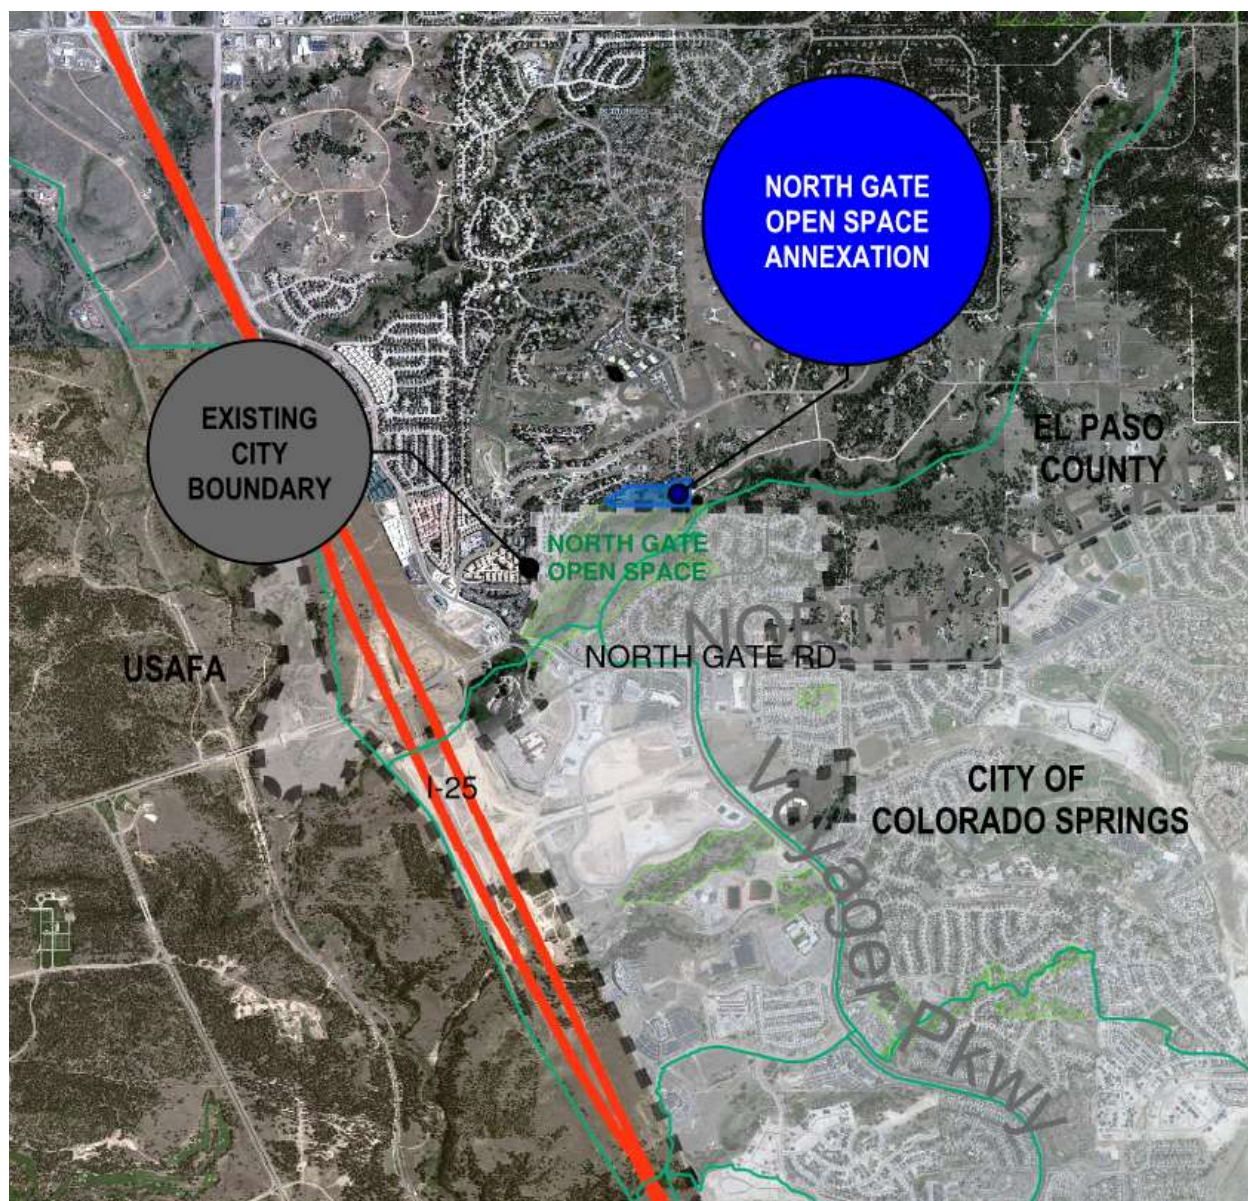 NORTH GATE
OPEN SPACE
ANNEXATION
EXISTING
CITY
BOUNDARY
EL PASO
COUNTY
NORTH GATE
OPEN SPACE
NORTH
NORTH GATE RD
USAFA
I-25
Voyager Pkwy
CITY OF
COLORADO SPRINGS